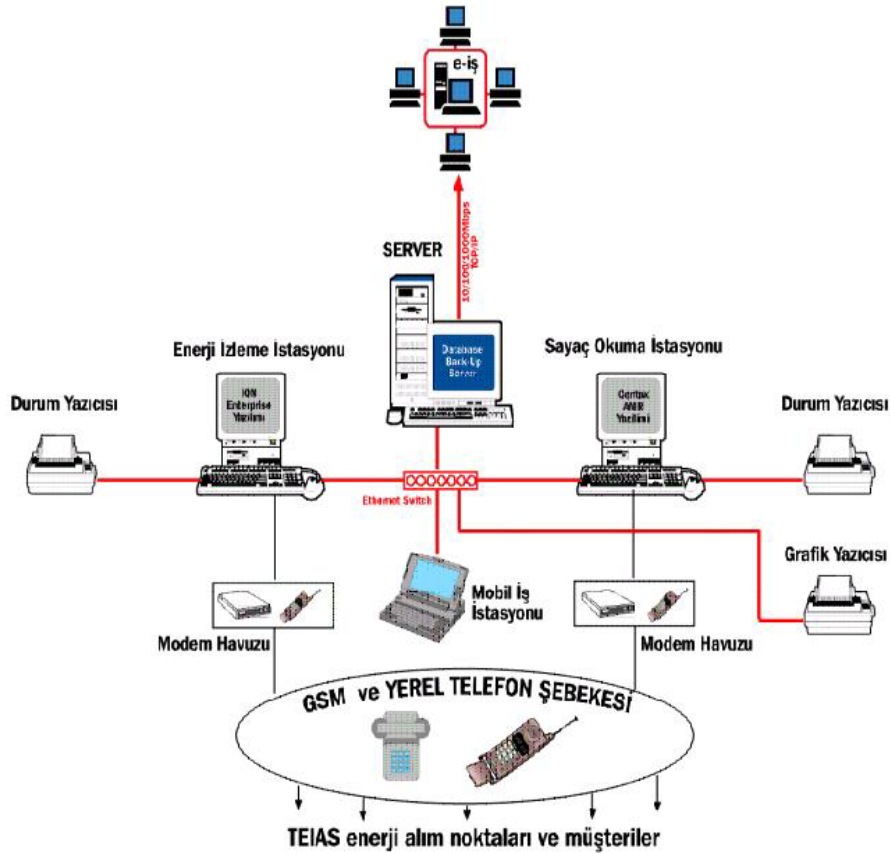 e-iş
10/100/1000Mbps
TCP/IP
SERVER
Database
Back-Up
Server
Enerji İzleme İstasyonu
ION
Enterprise
Yazılımı
Sayaç Okuma İstasyonu
AMR
Yazılımı
Durum Yazıcısı
Durum Yazıcısı
Ethernet Switch
Grafik Yazıcısı
Mobil İş
İstasyonu
Modem Havuzu
Modem Havuzu
GSM ve YEREL TELEFON ŞEBEKESİ
TEIAS enerji alım noktaları ve müşteriler